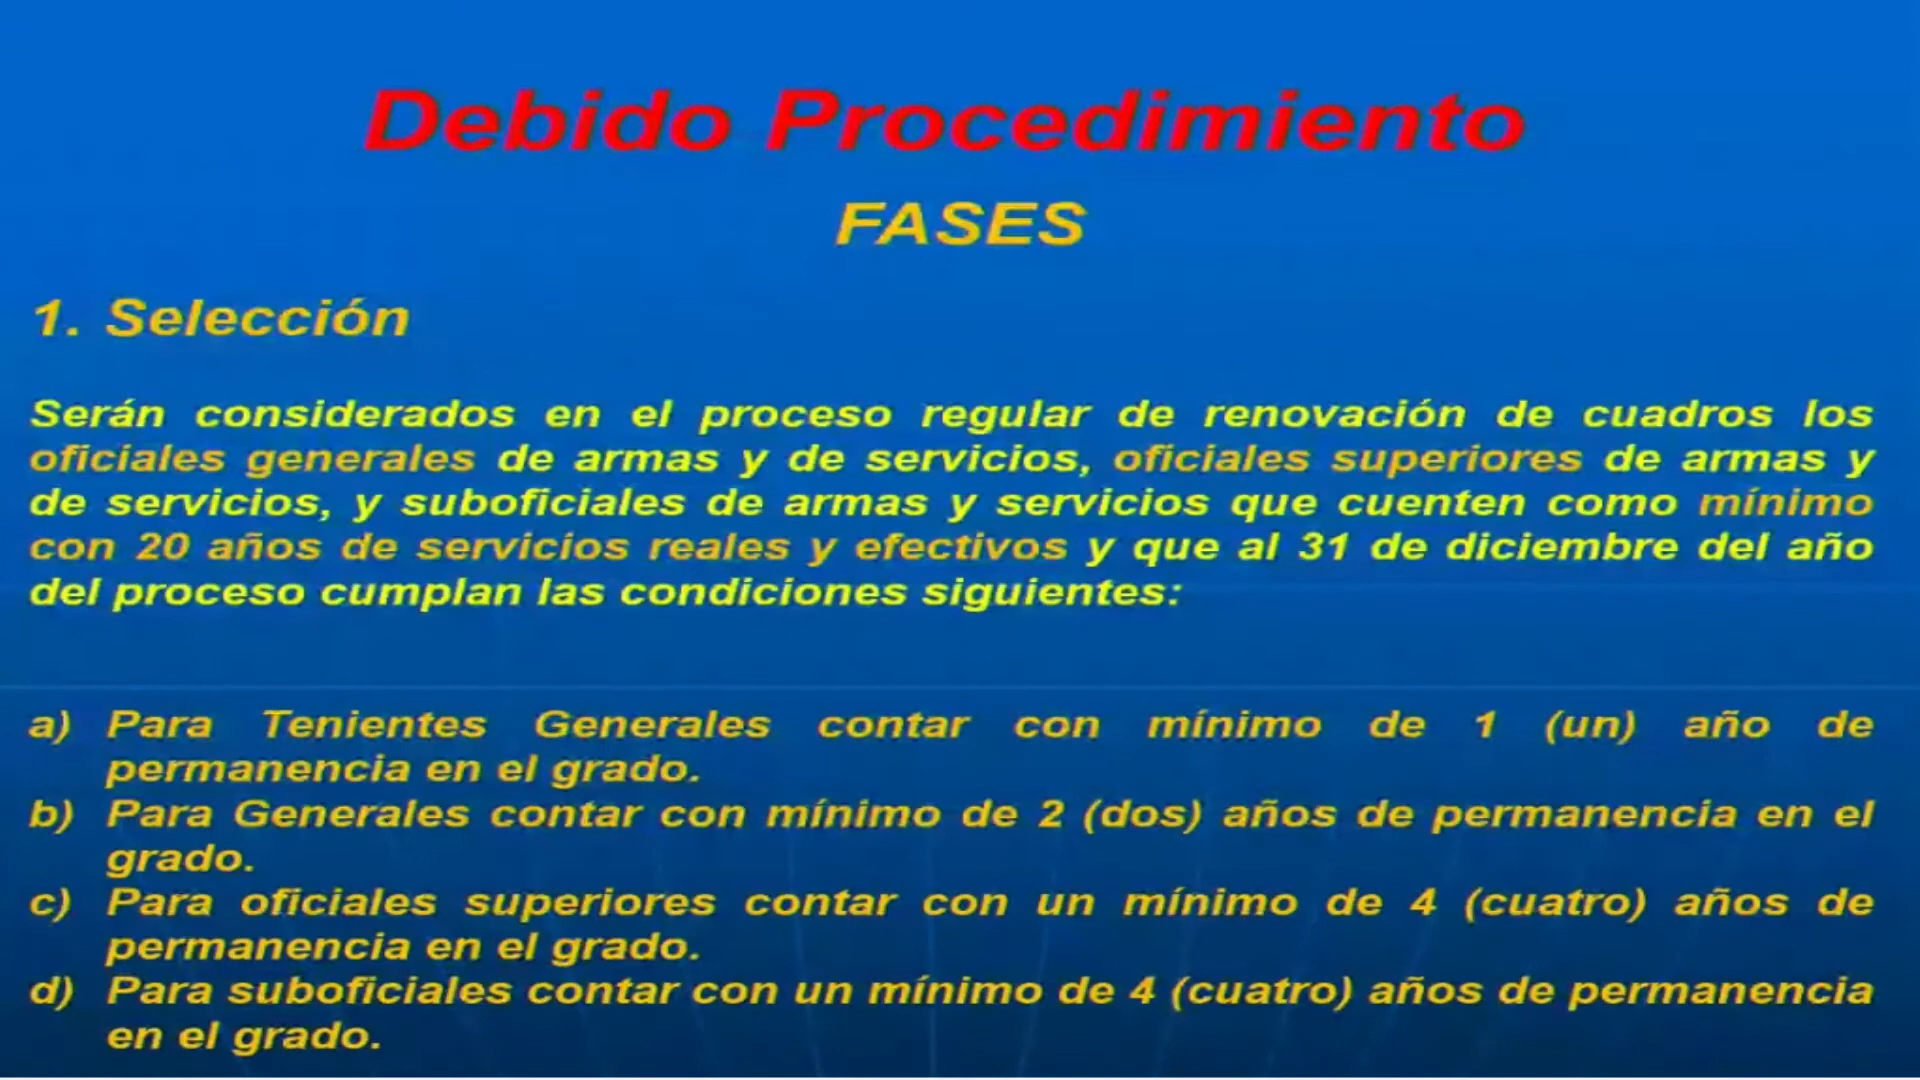 Debido Procedimiento
FASES
1. Selección
Serán considerados en el proceso regular de renovación de cuadros los
oficiales generales de armas y de servicios, oficiales superiores de armas y
de servicios, y suboficiales de armas y servicios que cuenten como mínimo
con 20 años de servicios reales y efectivos y que al 31 de diciembre del año
del proceso cumplan las condiciones siguientes:
a) Para Tenientes Generales contar con mínimo de 1 (un) año de
permanencia en el grado.
b) Para Generales contar con mínimo de 2 (dos) años de permanencia en el
grado.
c) Para oficiales superiores contar con un mínimo de 4 (cuatro) años de
permanencia en el grado.
d) Para suboficiales contar con un mínimo de 4 (cuatro) años de permanencia
en el grado.